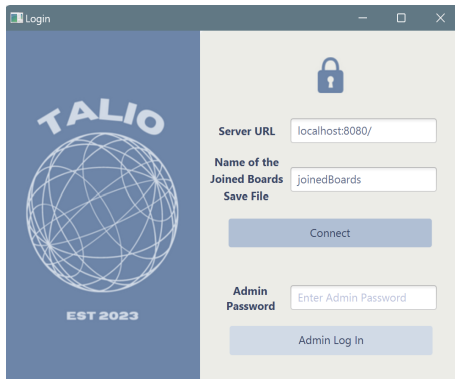 Login
TALIO
EST 2023
Server URL
localhost:8080/
Name of the
Joined Boards
Save File
joinedBoards
Connect
Admin
Password
Enter Admin Password
Admin Log In